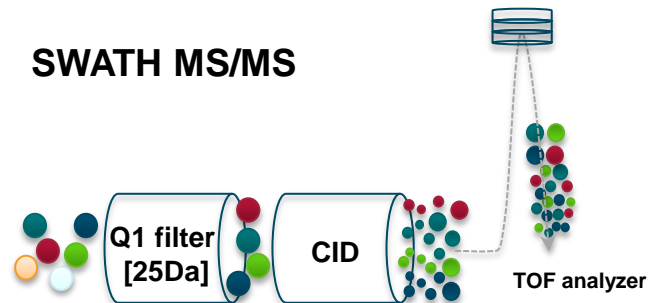 SWATH MS/MS
Q1 filter
[25Da]
CID
TOF analyzer